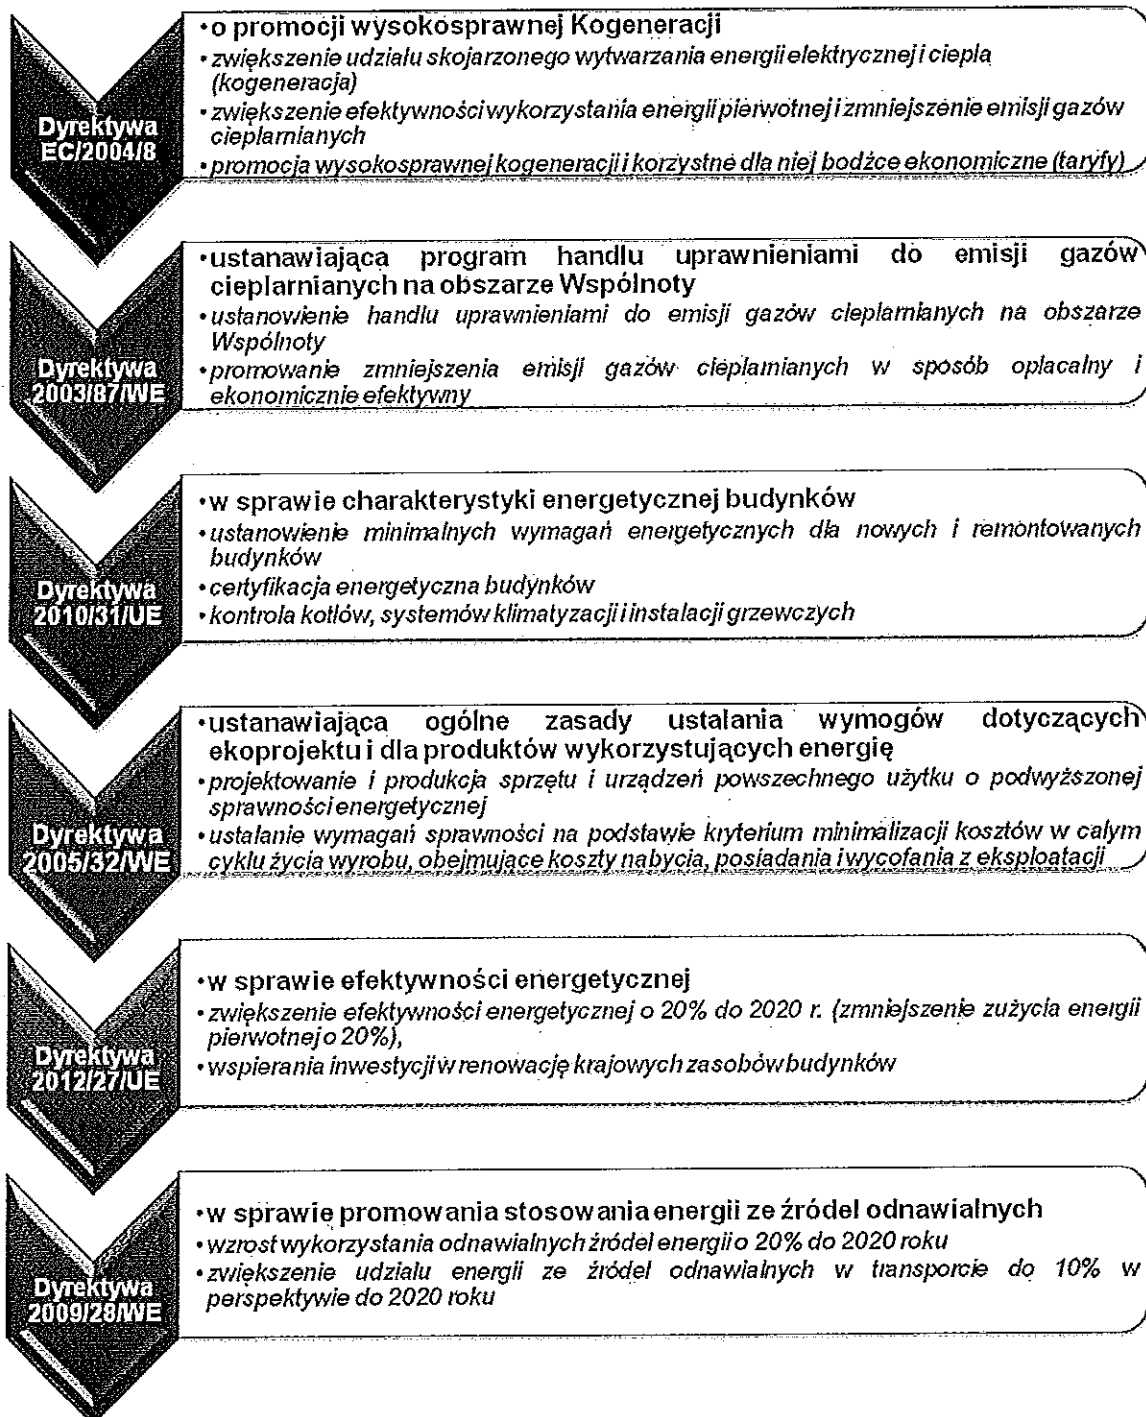 Dyrektywa
EC/2004/8
•o promocji wysokosprawnej Kogeneracji
•zwiększenie udziału skojarzonego wytwarzania energii elektrycznej i ciepła
(kogeneracja)
•zwiększenie efektywności wykorzystania energii pierwotnej i zmniejszenie emisji gazów
cieplarnianych
•promocja wysokosprawnej kogeneracji i korzystne dla niej bodźce ekonomiczne (taryfy)
Dyrektywa
2003/87/WE
•ustanawiająca program handlu uprawnieniami do emisji gazów
cieplarnianych na obszarze Wspólnoty
•ustanowienie handlu uprawnieniami do emisji gazów cieplarnianych na obszarze
Wspólnoty
•promowanie zmniejszenia emisji gazów cieplarnianych w sposób opłacalny i
ekonomicznie efektywny
Dyrektywa
2010/31/UE
•w sprawie charakterystyki energetycznej budynków
•ustanowienie minimalnych wymagań energetycznych dla nowych i remontowanych
budynków
•certyfikacja energetyczna budynków
•kontrola kotłów, systemów klimatyzacji i instalacji grzewczych
Dyrektywa
2005/32/WE
•ustanawiająca ogólne zasady ustalania wymogów dotyczących
ekoprojektu i dla produktów wykorzystujących energię
•projektowanie i produkcja sprzętu i urządzeń powszechnego użytku o podwyższonej
sprawności energetycznej
•ustalanie wymagań sprawności na podstawie kryterium minimalizacji kosztów w całym
cyklu życia wyrobu, obejmujące koszty nabycia, posiadania i wycofania z eksploatacji
Dyrektywa
2012/27/UE
•w sprawie efektywności energetycznej
•zwiększenie efektywności energetycznej o 20% do 2020 r. (zmniejszenie zużycia energii
pierwotnej o 20%),
•wspierania inwestycji w renowację krajowych zasobów budynków
Dyrektywa
2009/28/WE
•w sprawie promowania stosowania energii ze źródeł odnawialnych
•wzrost wykorzystania odnawialnych źródeł energii o 20% do 2020 roku
•zwiększenie udziału energii ze źródeł odnawialnych w transporcie do 10% w
perspektywie do 2020 roku